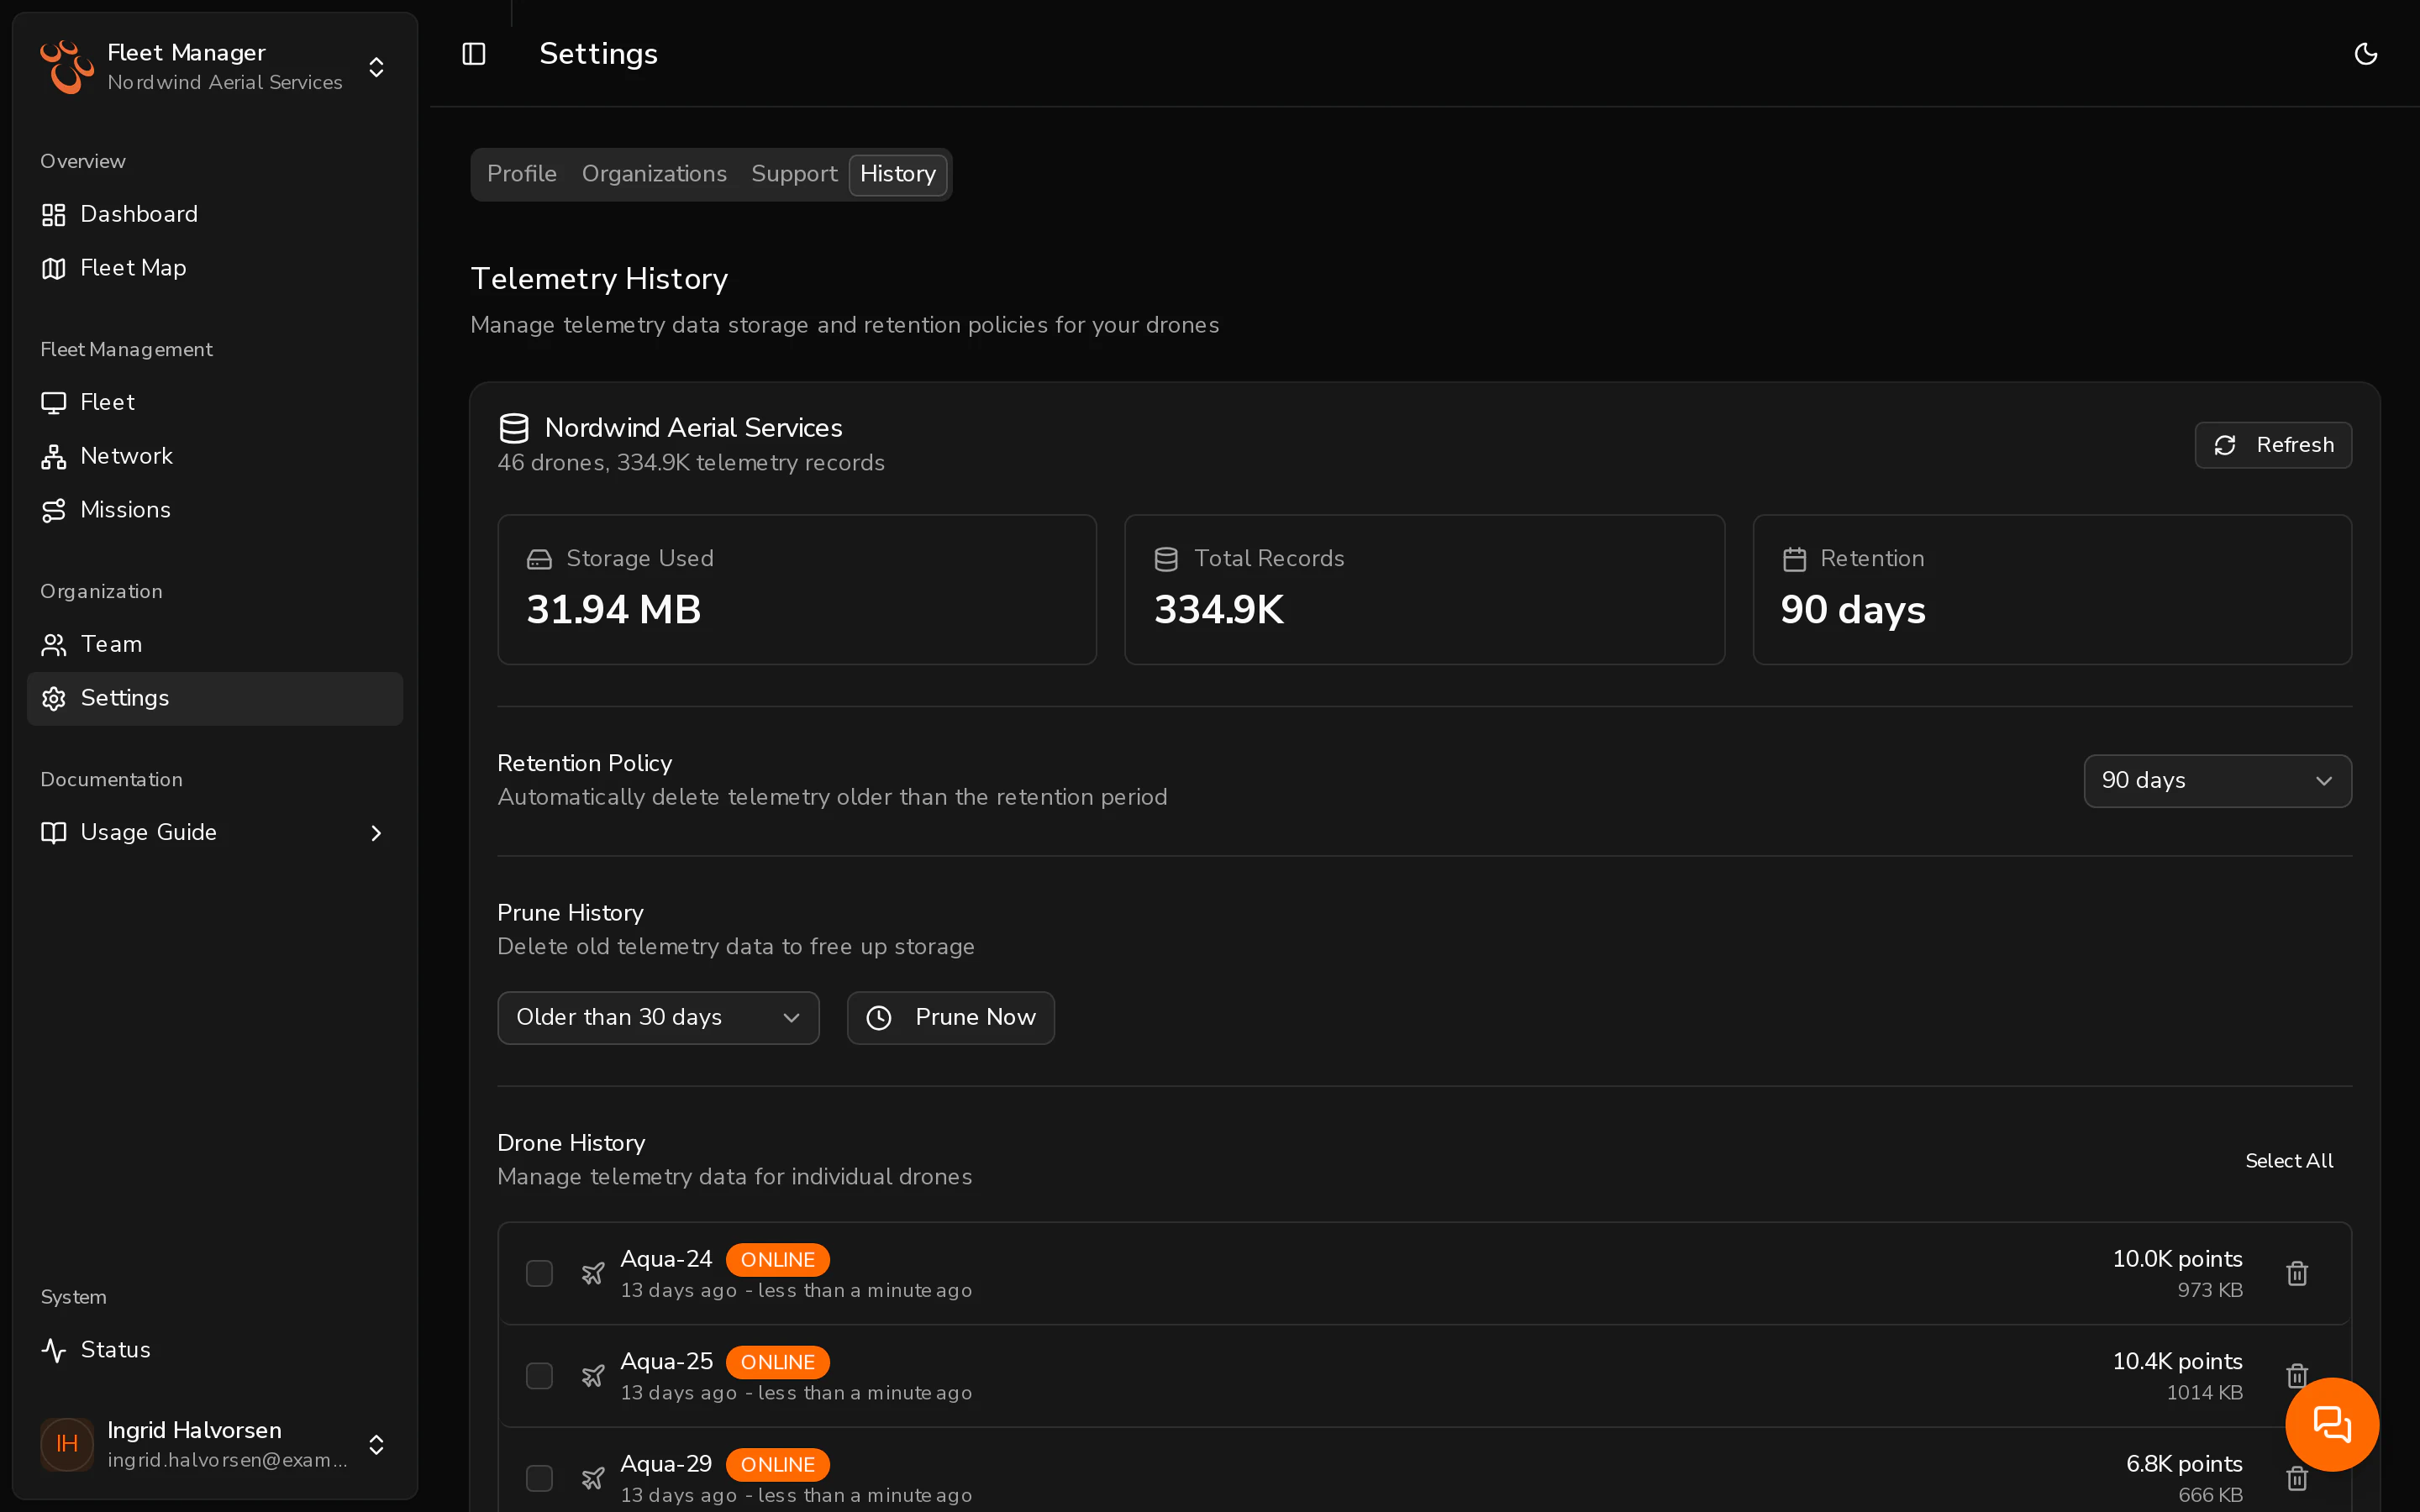 Fleet Manager
Nordwind Aerial Services
Overview
Dashboard
Fleet Map
Fleet Management
Fleet
Network
Missions
Organization
Team
Settings
Documentation
Usage Guide
System
Status
IH
Ingrid Halvorsen
ingrid.halvorsen@exam...
Settings
Profile
Organizations
Support
History
Telemetry History
Manage telemetry data storage and retention policies for your drones
Nordwind Aerial Services
46 drones, 334.9K telemetry records
Refresh
Storage Used
31.94 MB
Total Records
334.9K
Retention
90 days
Retention Policy
Automatically delete telemetry older than the retention period
90 days
Prune History
Delete old telemetry data to free up storage
Older than 30 days
Prune Now
Drone History
Manage telemetry data for individual drones
Select All
Aqua-24 ONLINE
13 days ago - less than a minute ago
10.0K points
973 KB
Aqua-25 ONLINE
13 days ago - less than a minute ago
10.4K points
1014 KB
Aqua-29 ONLINE
13 days ago - less than a minute ago
6.8K points
666 KB